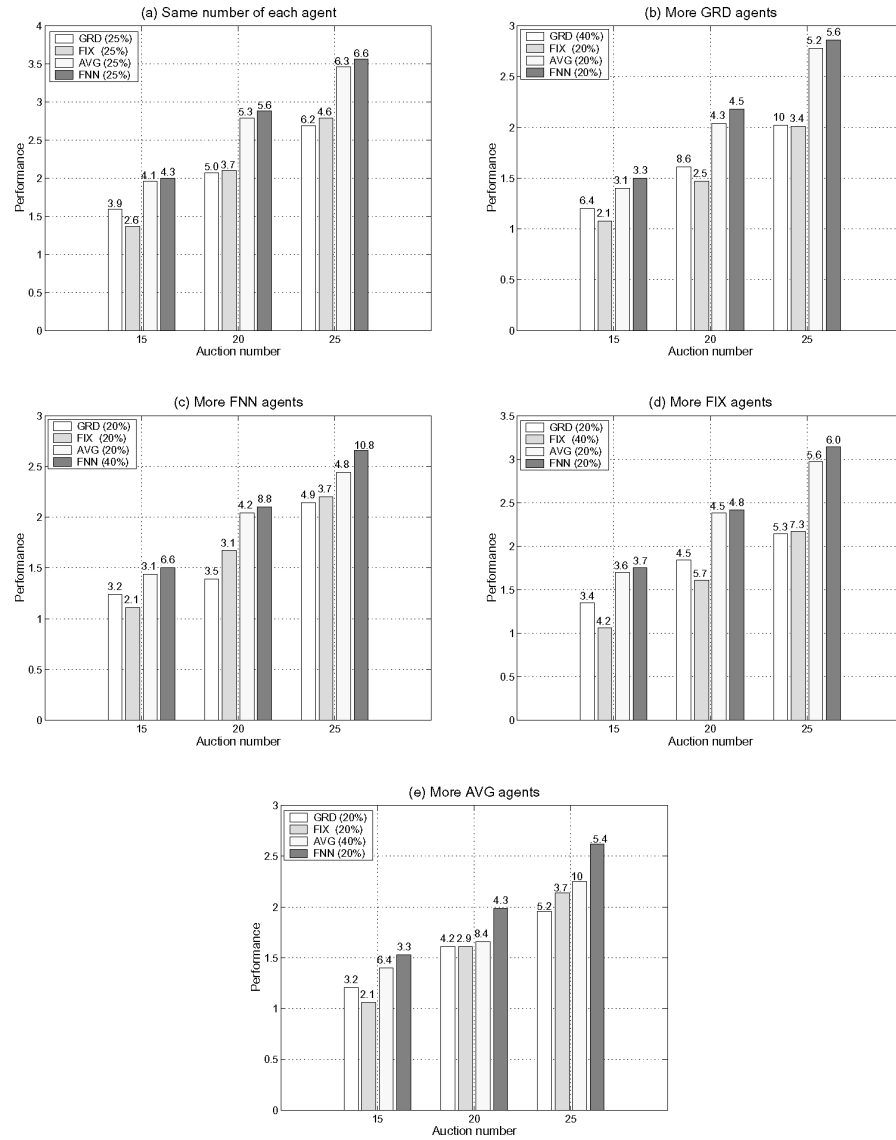 (a) Same number of each agent
4
3.5
3
2.5
2
1.5
1
0.5
0
Performance
GRD (25%)
FIX (25%)
AVG (25%)
FNN (25%)
3.9
2.6
4.1
4.3
5.0
3.7
5.3
5.6
6.2
4.6
6.3
6.6
15 20 25
Auction number
(b) More GRD agents
3
2.5
2
1.5
1
0.5
0
Performance
GRD (40%)
FIX (20%)
AVG (20%)
FNN (20%)
6.4
2.1
3.1
3.3
8.6
2.5
4.3
4.5
10
3.4
5.2
5.6
15 20 25
Auction number
(c) More FNN agents
3
2.5
2
1.5
1
0.5
0
Performance
GRD (20%)
FIX (20%)
AVG (20%)
FNN (40%)
3.2
2.1
3.1
6.6
3.5
3.1
4.2
8.8
4.9
3.7
4.8
10.8
15 20 25
Auction number
(d) More FIX agents
3.5
3
2.5
2
1.5
1
0.5
0
Performance
GRD (20%)
FIX (40%)
AVG (20%)
FNN (20%)
3.4
4.2
3.6
3.7
4.5
5.7
4.5
4.8
5.3
7.3
5.6
6.0
15 20 25
Auction number
(e) More AVG agents
3
2.5
2
1.5
1
0.5
0
Performance
GRD (20%)
FIX (20%)
AVG (40%)
FNN (20%)
3.2
2.1
6.4
3.3
4.2
2.9
8.4
4.3
5.2
3.7
10
5.4
15 20 25
Auction number